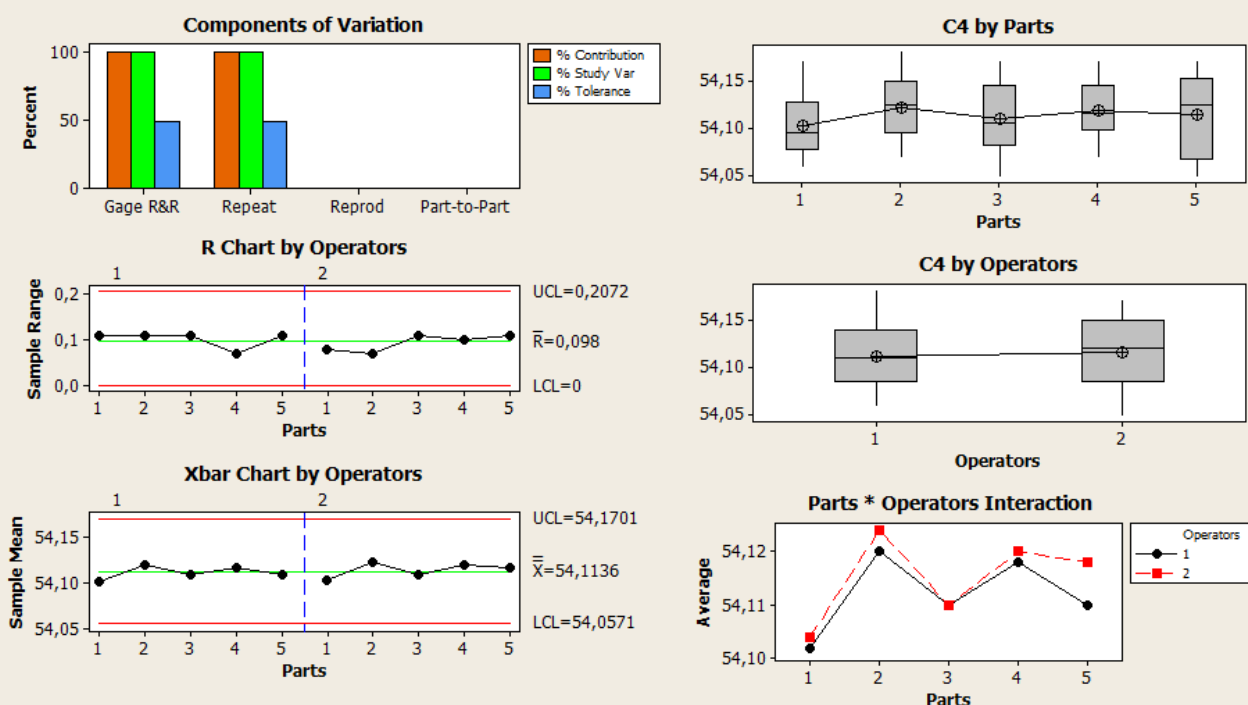 Components of Variation
100
50
0
Percent
Gage R&R Repeat Reprod Part-to-Part
% Contribution
% Study Var
% Tolerance
R Chart by Operators
1 2
0,2
0,1
0,0
Sample Range
UCL=0,2072
R=0,098
LCL=0
1 2 3 4 5 1 2 3 4 5
Parts
Xbar Chart by Operators
1 2
54,15
54,10
54,05
Sample Mean
UCL=54,1701
X=54,1136
LCL=54,0571
1 2 3 4 5 1 2 3 4 5
Parts
C4 by Parts
54,15
54,10
54,05
1 2 3 4 5
Parts
C4 by Operators
54,15
54,10
54,05
1 2
Operators
Parts * Operators Interaction
54,12
54,11
54,10
Average
1 2 3 4 5
Parts
Operators
1
2